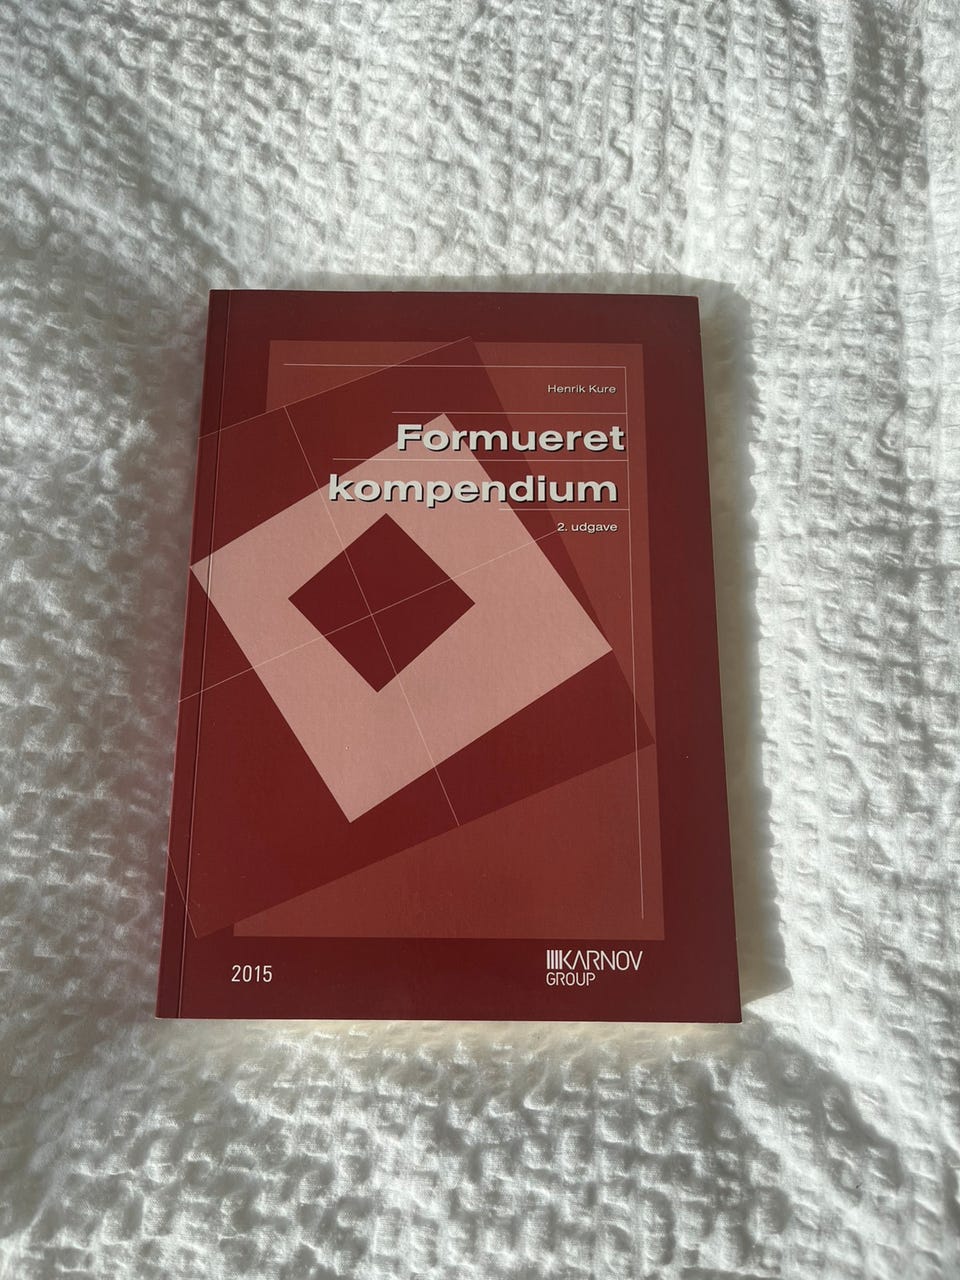 Henrik Kure
Formueret
kompendium
2. udgave
2015
KARNOV
GROUP